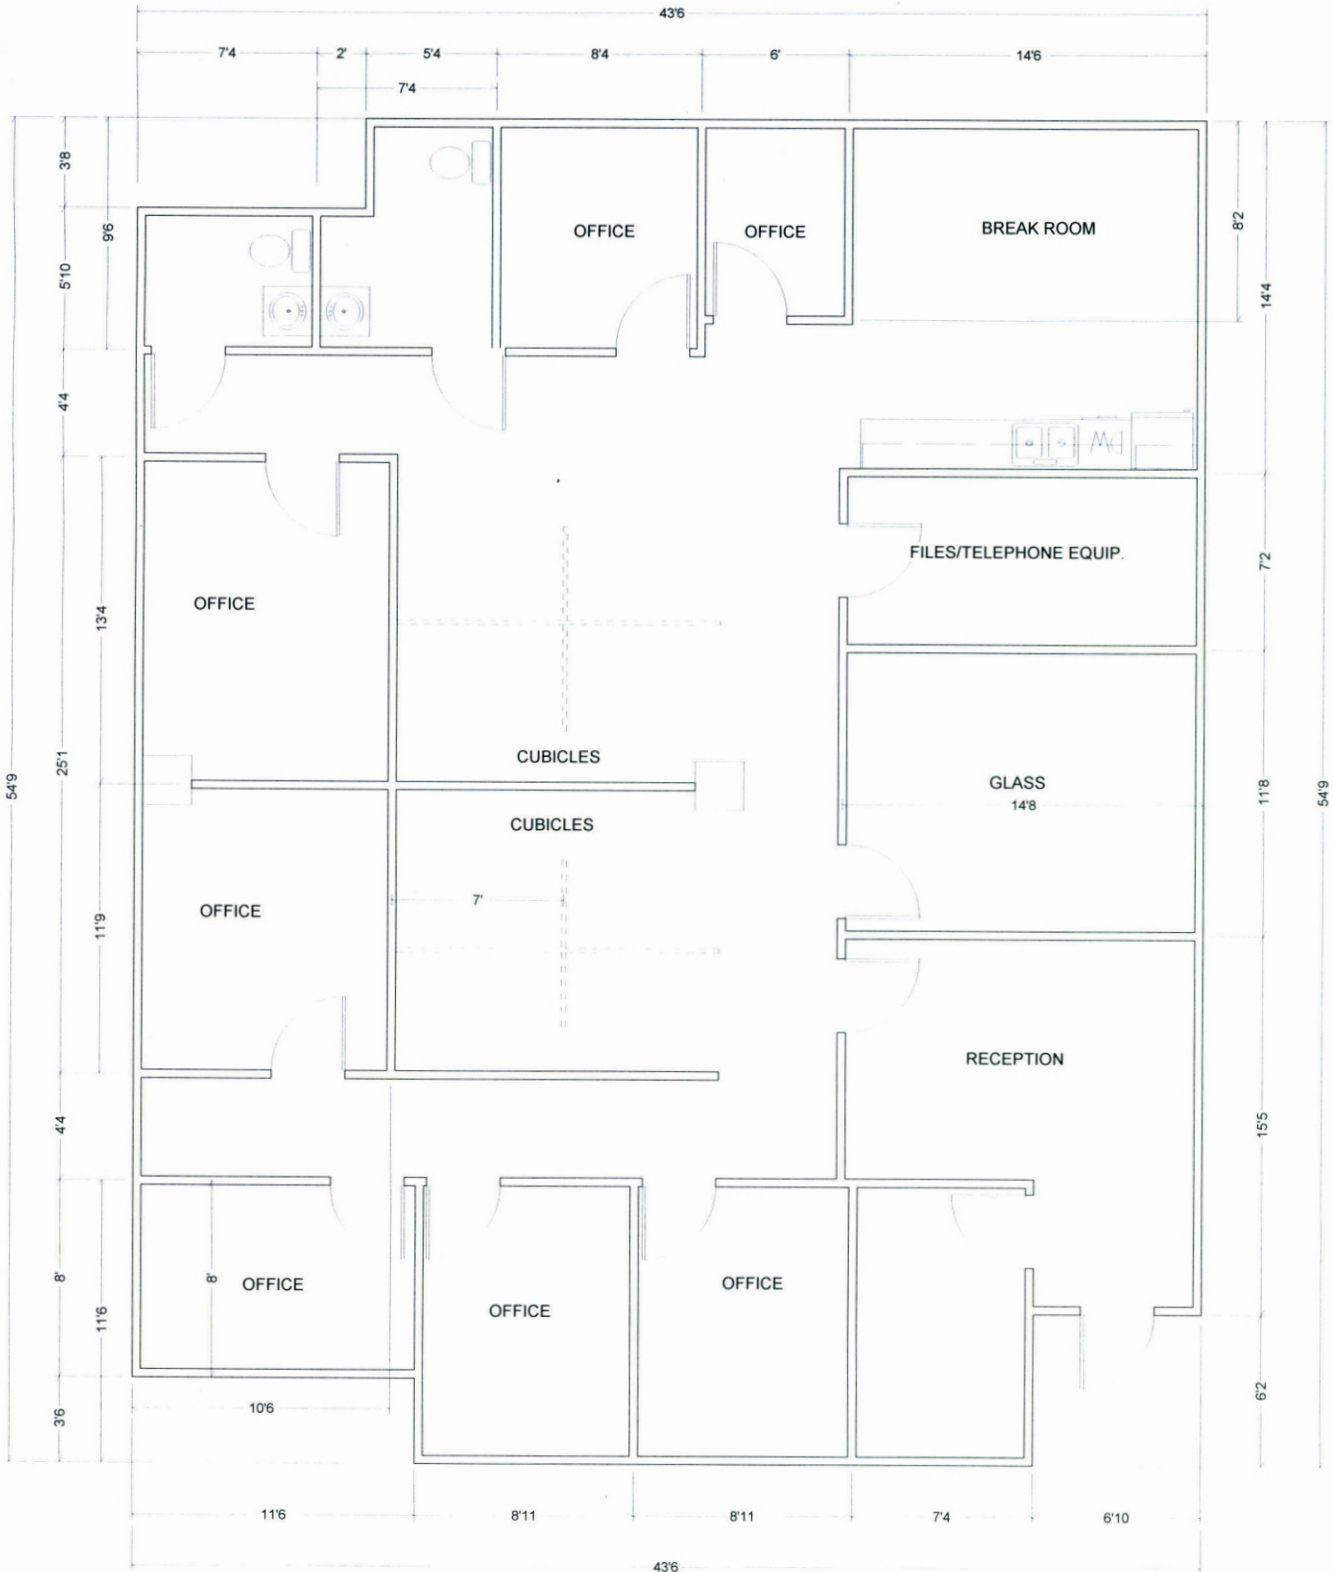 43'6
7'4
2'
5'4
8'4
6'
14'6
7'4
3'8
9'6
5'10
4'4
OFFICE
OFFICE
BREAK ROOM
8'2
14'4
DW
FILES/TELEPHONE EQUIP.
7'2
OFFICE
13'4
25'1
54'9
CUBICLES
CUBICLES
GLASS
14'8
11'8
54'9
7'
OFFICE
11'9
RECEPTION
4'4
15'5
8'
11'6
8'
OFFICE
OFFICE
OFFICE
3'6
10'6
6'2
11'6
8'11
8'11
7'4
6'10
43'6